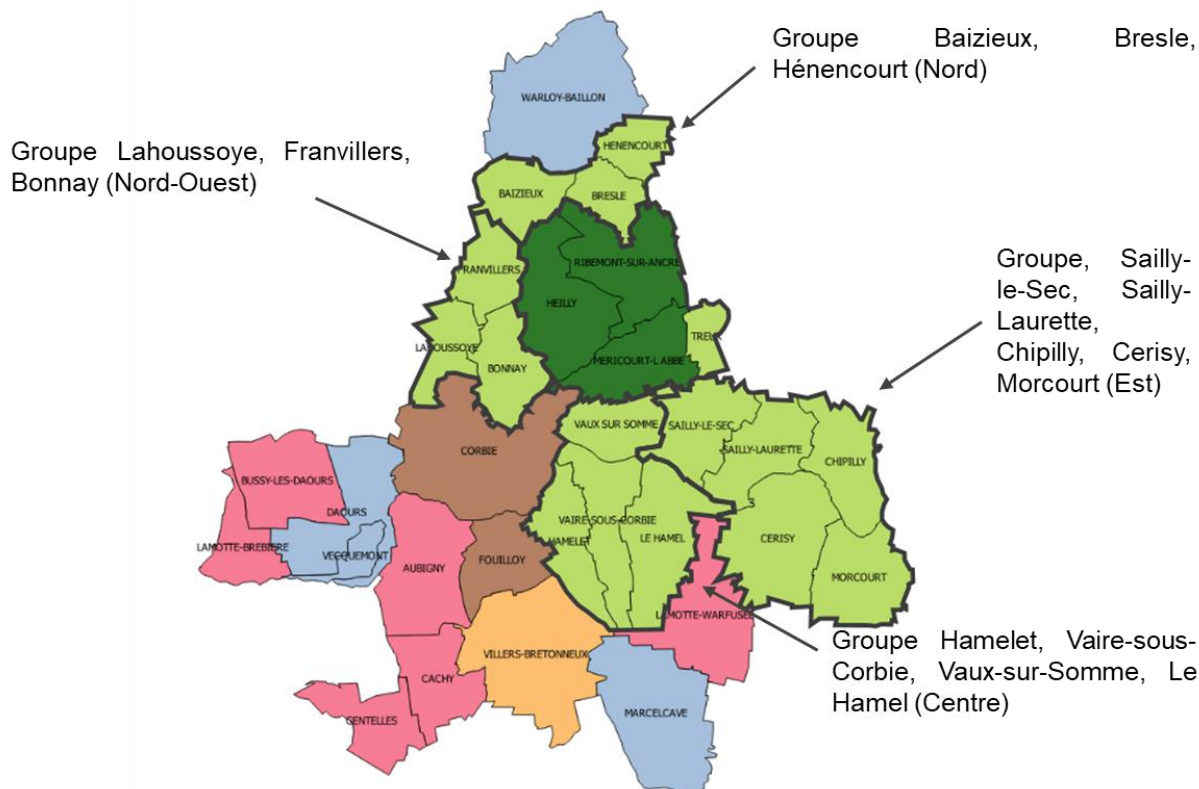 Groupe Baizieux, Bresle,
Hénencourt (Nord)
WARLOY-BAILLON
Groupe Lahoussoye, Franvillers,
Bonnay (Nord-Ouest)
HENENCOURT
BAIZIEUX
BRESLE
FRANVILLERS
RIBEMONT-SUR-ANCRE
Groupe, Sailly-
le-Sec, Sailly-
Laurette,
Chipilly, Cerisy,
Morcourt (Est)
HEILLY
TREUX
LAHOUSSOYE
MERICOURT-L ABBE
BONNAY
VAUX SUR SOMME
SAILLY-LE-SEC
SAILLY-LAURETTE
CORBIE
CHIPILLY
BUSSY-LES-DAOURS
DAOURS
VAIRE-SOUS-CORBIE
HAMELET
LE HAMEL
CERISY
LAMOTTE-BREBIERE
VECQUEMONT
AUBIGNY
FOUILLOY
MORCOURT
LAMOTTE-WARFUSEE
Groupe Hamelet, Vaire-sous-
Corbie, Vaux-sur-Somme, Le
Hamel (Centre)
VILLERS-BRETONNEUX
CACHY
MARCELCAVE
GENTELLES